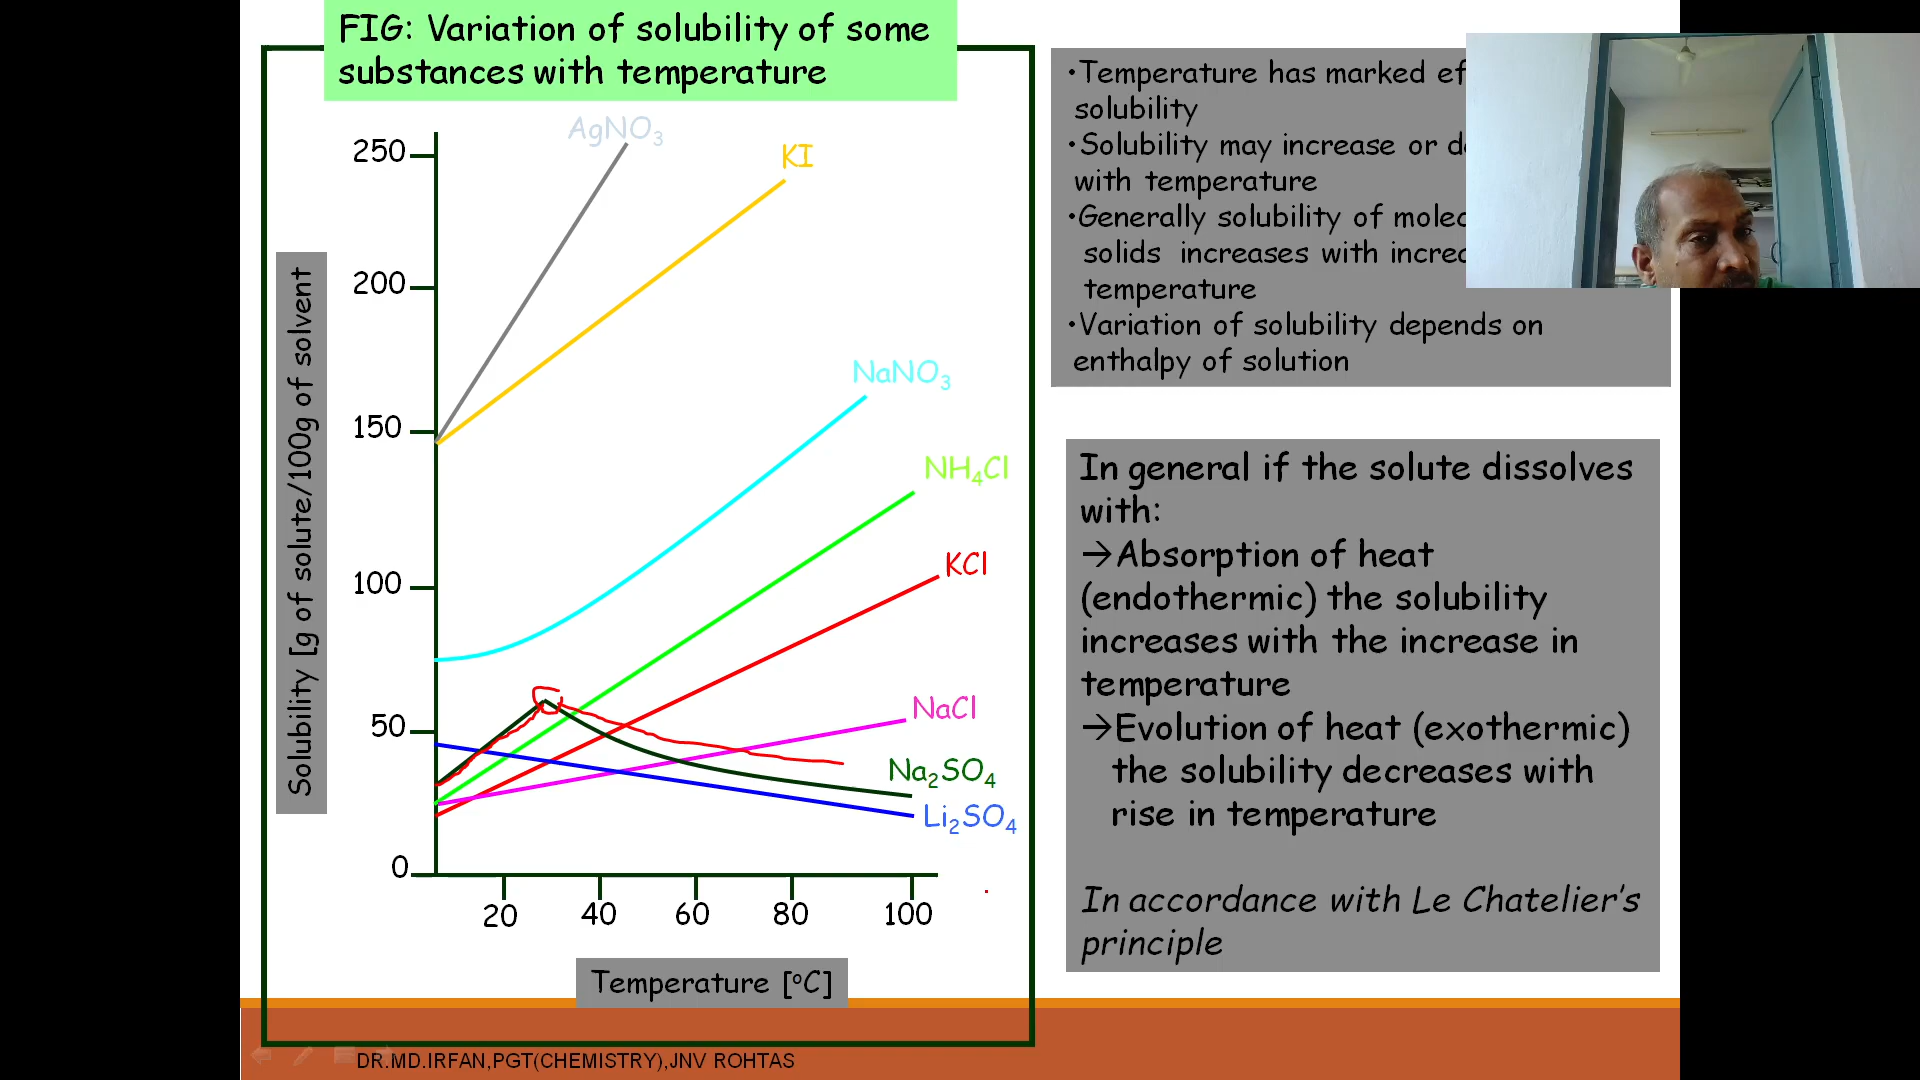 FIG: Variation of solubility of some
substances with temperature
Solubility [g of solute/100g of solvent
250
200
150
100
50
0
AgNO3
KI
NaNO3
NH4Cl
KCl
NaCl
Na2SO4
Li2SO4
20 40 60 80 100
Temperature [oC]
•Temperature has marked
solubility
•Solubility may increase or
with temperature
•Generally solubility of
solids increases with
temperature
•Variation of solubility depends on
enthalpy of solution
In general if the solute dissolves
with:
→Absorption of heat
(endothermic) the solubility
increases with the increase in
temperature
→Evolution of heat (exothermic)
the solubility decreases with
rise in temperature
In accordance with Le Chatelier's
principle
DR.MD.IRFAN,PGT(CHEMISTRY),JNV ROHTAS